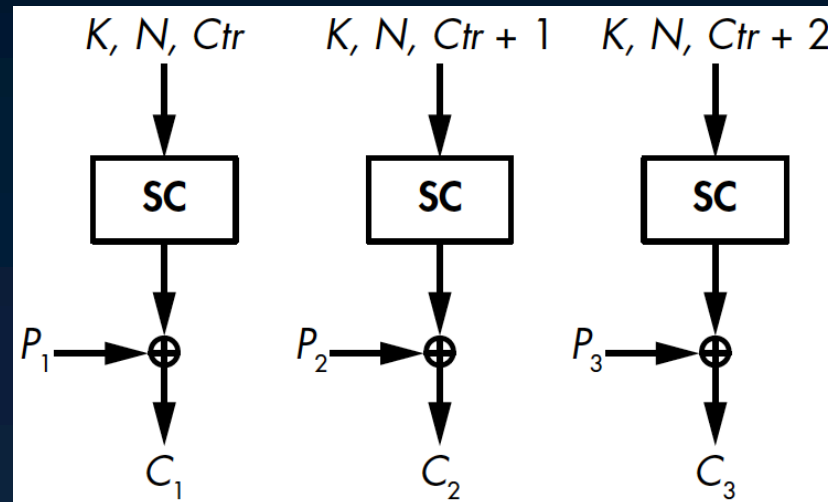 K, N, Ctr K, N, Ctr + 1 K, N, Ctr + 2
SC SC SC
P₁ P₂ P₃
C₁ C₂ C₃